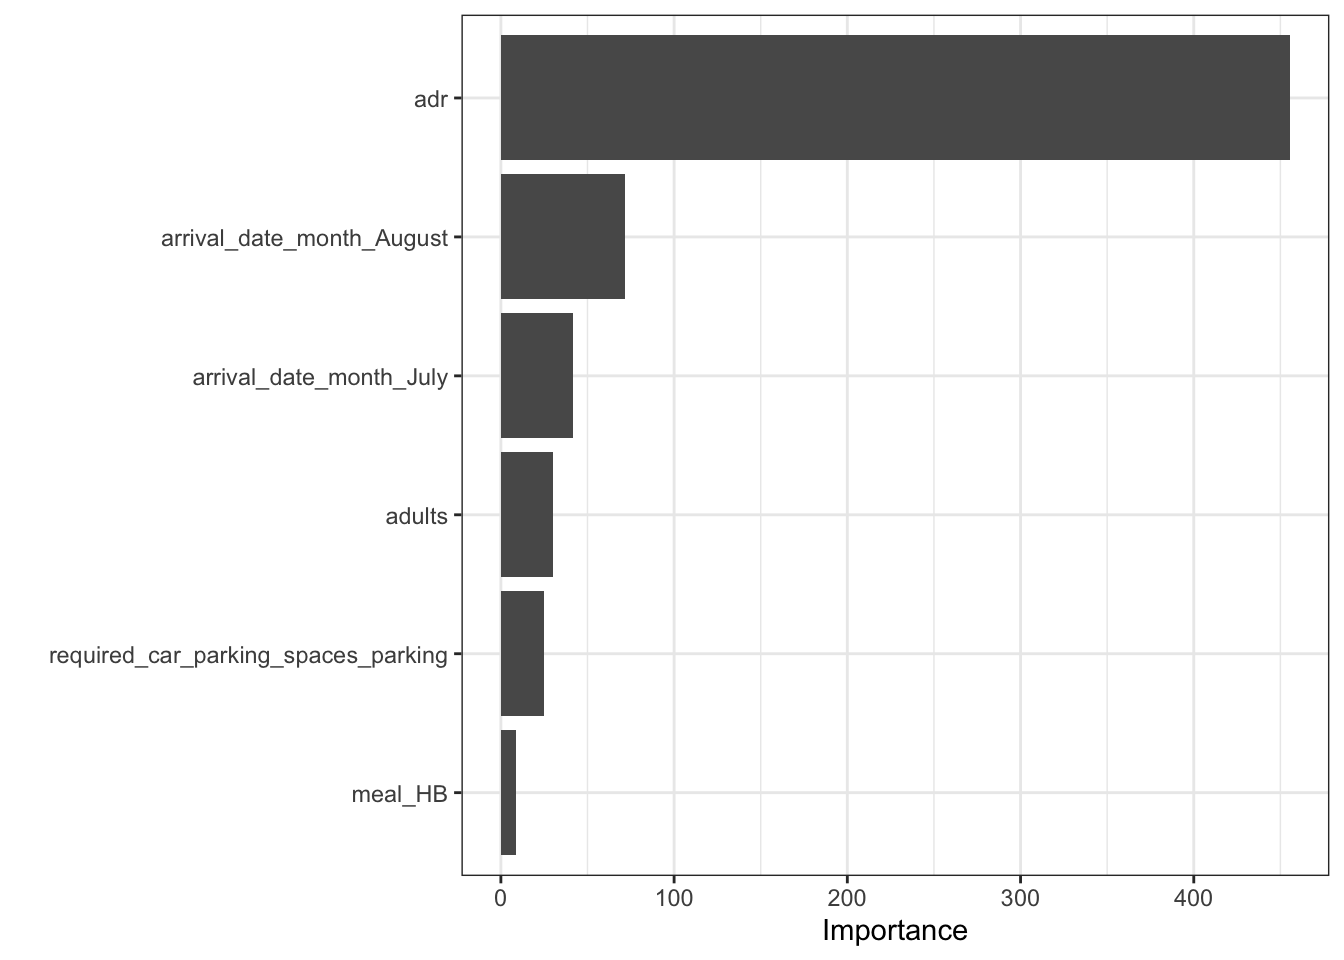 adr
arrival_date_month_August
arrival_date_month_July
adults
required_car_parking_spaces_parking
meal_HB
0 100 200 300 400
Importance